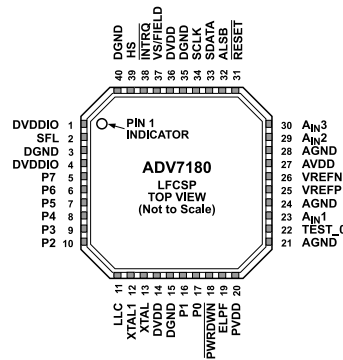 40 DGND
39 HS
38 INTRQ
37 VS/FIELD
36 DVDD
35 DGND
34 SCLK
33 SDATA
32 ALSB
31 RESET
DVDDIO 1
SFL 2
DGND 3
DVDDIO 4
P7 5
P6 6
P5 7
P4 8
P3 9
P2 10
PIN 1
INDICATOR
ADV7180
LFCSP
TOP VIEW
(Not to Scale)
30 AIN3
29 AIN2
28 AGND
27 AVDD
26 VREFN
25 VREFP
24 AGND
23 AIN1
22 TEST_0
21 AGND
LLC 11
XTAL1 12
XTAL 13
DVDD 14
DGND 15
P1 16
P0 17
PWRDWN 18
ELPF 19
PVDD 20